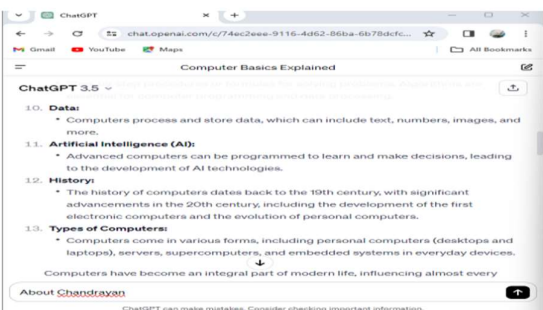 ChatGPT
chat.openai.com/c/74ec2eee-9116-4d62-86ba-6b78dcfc...
Gmail YouTube Maps All Bookmarks
Computer Basics Explained
ChatGPT 3.5
10. Data:
• Computers process and store data, which can include text, numbers, images, and
more.
11. Artificial Intelligence (AI):
• Advanced computers can be programmed to learn and make decisions, leading
to the development of AI technologies.
12. History:
• The history of computers dates back to the 19th century, with significant
advancements in the 20th century, including the development of the first
electronic computers and the evolution of personal computers.
13. Types of Computers:
• Computers come in various forms, including personal computers (desktops and
laptops), servers, supercomputers, and embedded systems in everyday devices.
Computers have become an integral part of modern life, influencing almost every
About Chandrayan
ChatGPT can make mistakes. Consider checking important information.